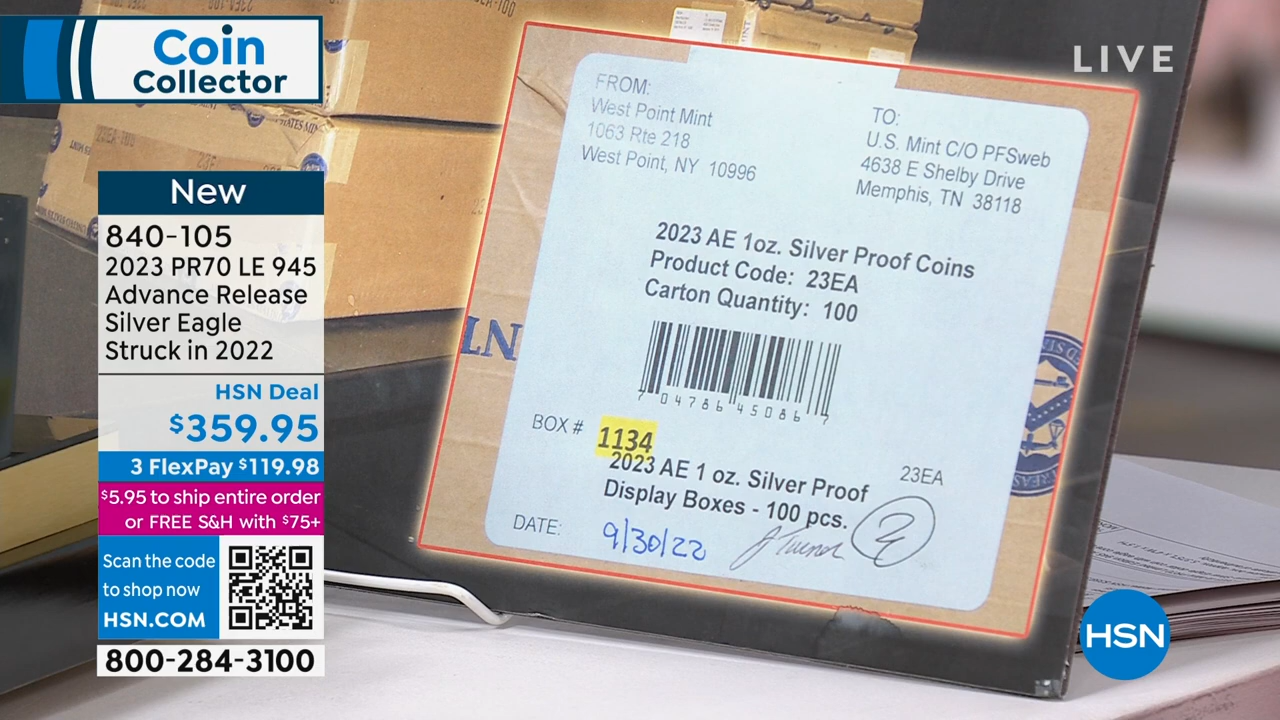 Coin
Collector
LIVE
New
840-105
2023 PR70 LE 945
Advance Release
Silver Eagle
Struck in 2022
HSN Deal
$359.95
3 FlexPay $119.98
$5.95 to ship entire order
or FREE S&H with $75+
Scan the code
to shop now
HSN.COM
800-284-3100
FROM:
West Point Mint
1063 Rte 218
West Point, NY 10996
TO:
U.S. Mint C/O PFSweb
4638 E Shelby Drive
Memphis, TN 38118
2023 AE 1oz. Silver Proof Coins
Product Code: 23EA
Carton Quantity: 100
7 04786 45086 7
BOX # 1134
2023 AE 1 oz. Silver Proof
Display Boxes - 100 pcs.
23EA
DATE: 9/30/22
J Turner
HSN